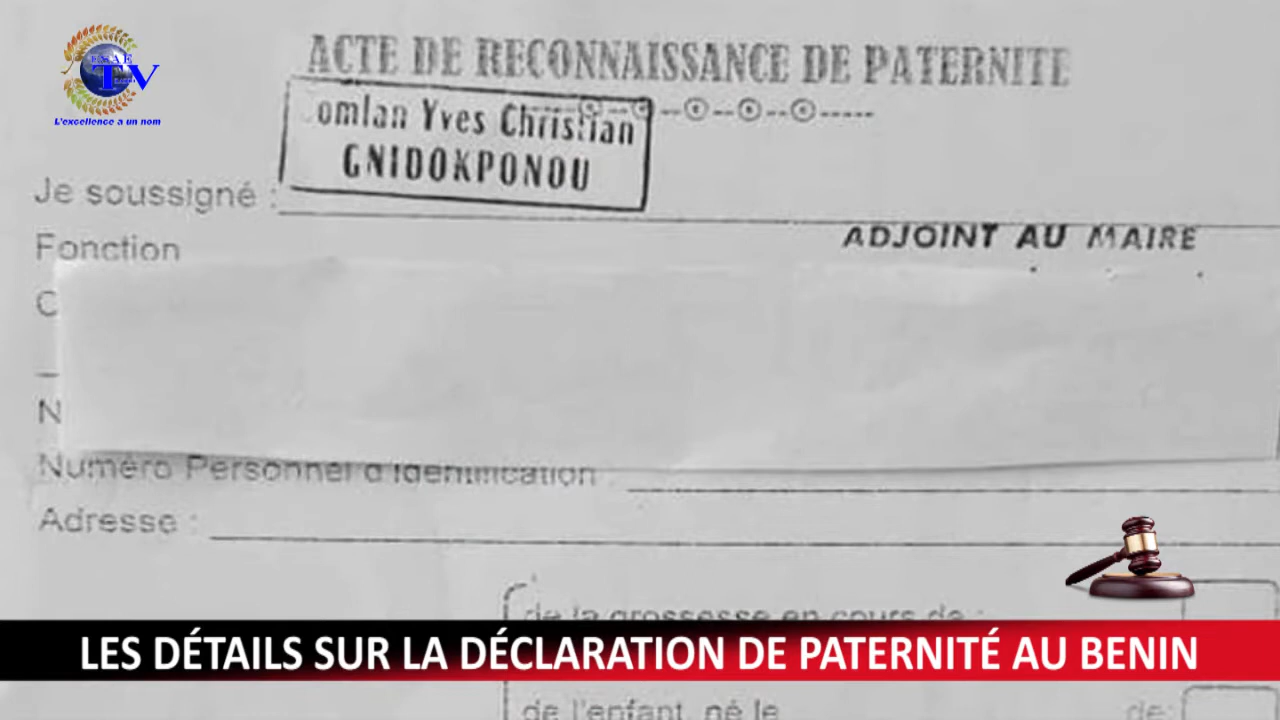 TV
L'excellence a un nom
ACTE DE RECONNAISSANCE DE PATERNITE
omlan Yves Christian
GNIDOKPONOU
Je soussigné :
ADJOINT AU MAIRE
Fonction
C
N
Numéro Personnel d'Identification :
Adresse :
de la grossesse en cours de :
LES DÉTAILS SUR LA DÉCLARATION DE PATERNITÉ AU BENIN
de l'enfant, né le de: